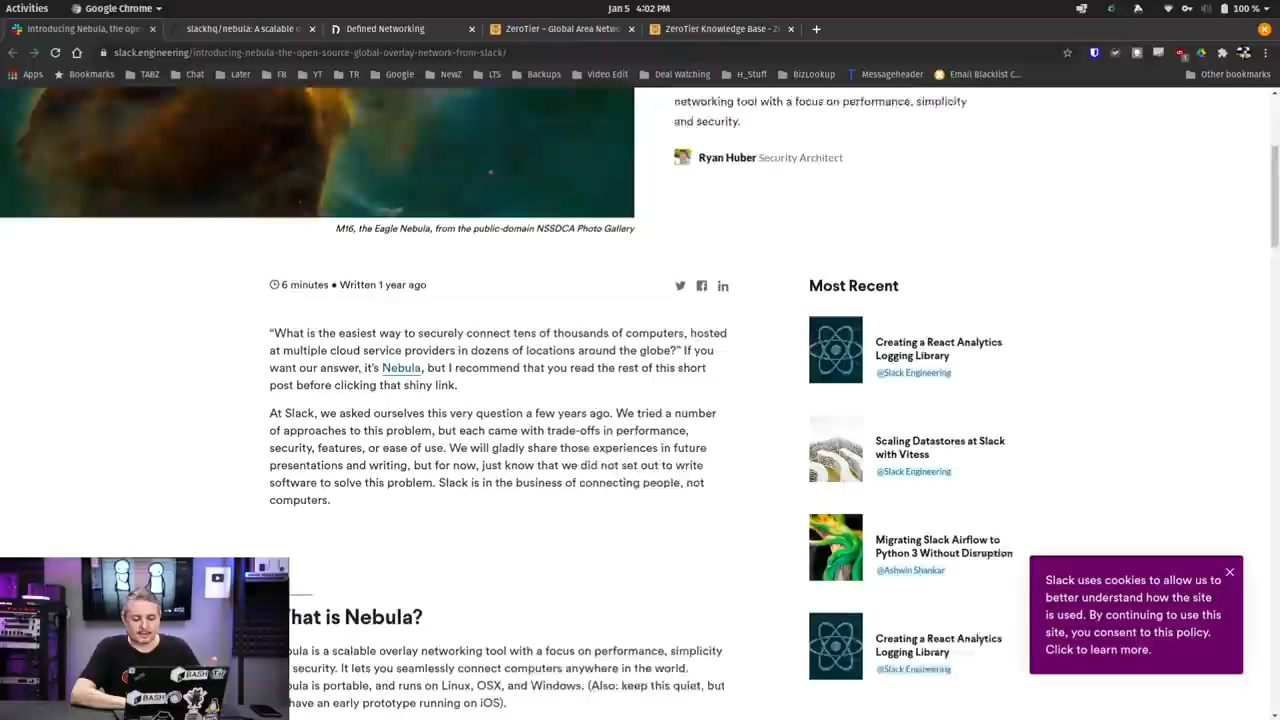 Activities
Google Chrome
Jan 5 4:02 PM
100 %
Introducing Nebula, the open
slackhq/nebula: A scalable o
Defined Networking
ZeroTier – Global Area Netwo
ZeroTier Knowledge Base - Ze
slack.engineering/introducing-nebula-the-open-source-global-overlay-network-from-slack/
Apps
Bookmarks
TABZ
Chat
Later
FB
YT
TR
Google
NewZ
LTS
Backups
Video Edit
Deal Watching
H_Stuff
BizLookup
Messageheader
Email Blacklist C...
Other bookmarks
networking tool with a focus on performance, simplicity
and security.
Ryan Huber Security Architect
M16, the Eagle Nebula, from the public-domain NSSDCA Photo Gallery
6 minutes • Written 1 year ago
“What is the easiest way to securely connect tens of thousands of computers, hosted
at multiple cloud service providers in dozens of locations around the globe?” If you
want our answer, it’s Nebula, but I recommend that you read the rest of this short
post before clicking that shiny link.
At Slack, we asked ourselves this very question a few years ago. We tried a number
of approaches to this problem, but each came with trade-offs in performance,
security, features, or ease of use. We will gladly share those experiences in future
presentations and writing, but for now, just know that we did not set out to write
software to solve this problem. Slack is in the business of connecting people, not
computers.
hat is Nebula?
bula is a scalable overlay networking tool with a focus on performance, simplicity
security. It lets you seamlessly connect computers anywhere in the world.
bula is portable, and runs on Linux, OSX, and Windows. (Also: keep this quiet, but
have an early prototype running on iOS).
Most Recent
Creating a React Analytics
Logging Library
@Slack Engineering
Scaling Datastores at Slack
with Vitess
@Slack Engineering
Migrating Slack Airflow to
Python 3 Without Disruption
@Ashwin Shankar
Creating a React Analytics
Logging Library
@Slack Engineering
Slack uses cookies to allow us to
better understand how the site
is used. By continuing to use this
site, you consent to this policy.
Click to learn more.
BASH
BASH